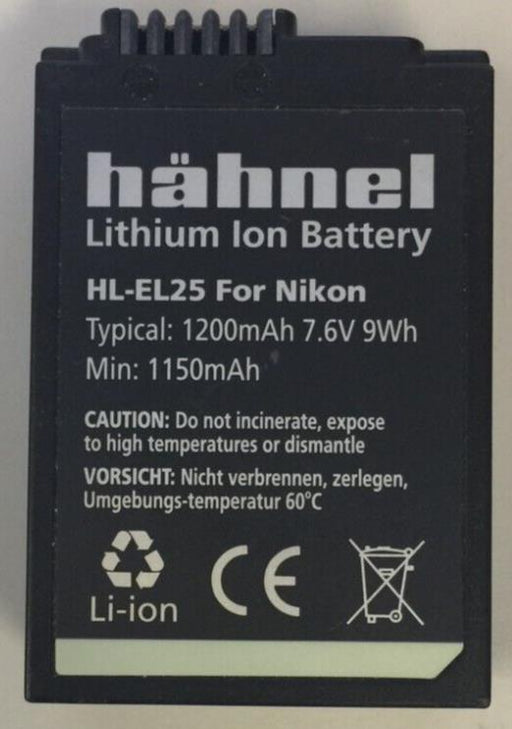 hähnel
Lithium Ion Battery
HL-EL25 For Nikon
Typical: 1200mAh 7.6V 9Wh
Min: 1150mAh
CAUTION: Do not incinerate, expose
to high temperatures or dismantle
VORSICHT: Nicht verbrennen, zerlegen,
Umgebungs-temperatur 60°C
Li-ion
CE